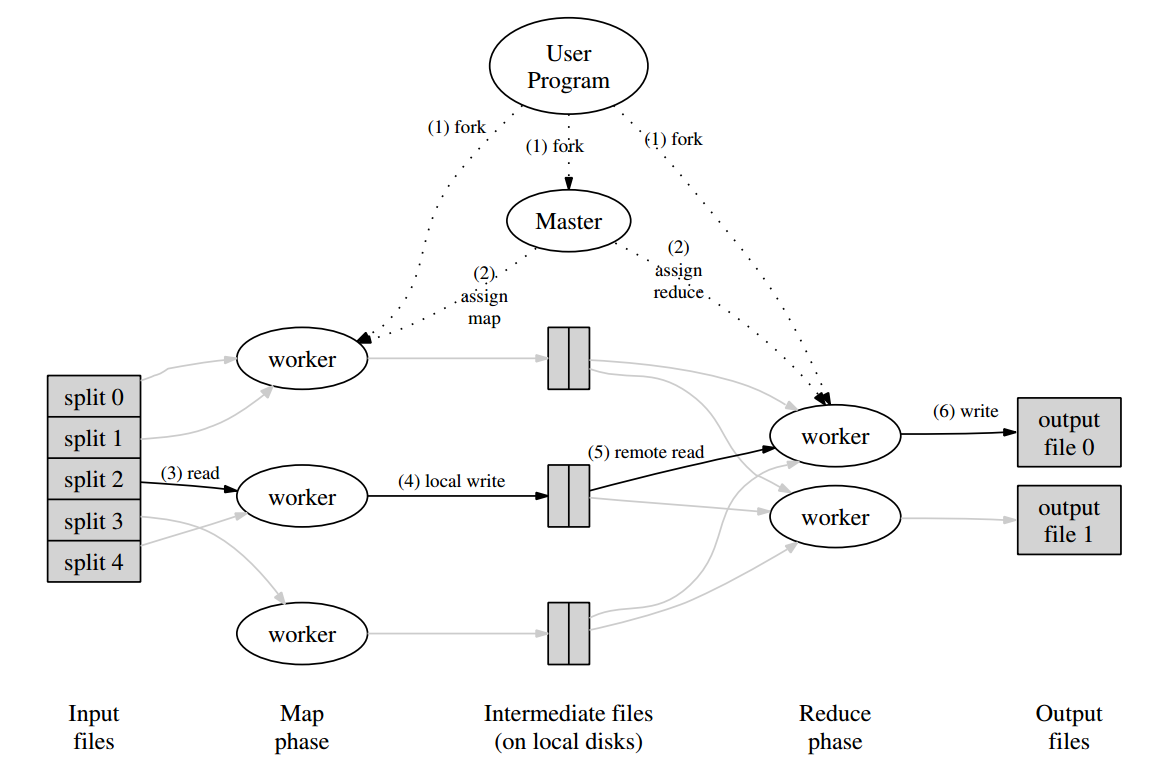 User
Program
(1) fork
(1) fork
(1) fork
Master
(2)
assign
map
(2)
assign
reduce
split 0
split 1
split 2
split 3
split 4
(3) read
worker
worker
worker
(4) local write
(5) remote read
worker
worker
(6) write
output
file 0
output
file 1
Input
files
Map
phase
Intermediate files
(on local disks)
Reduce
phase
Output
files